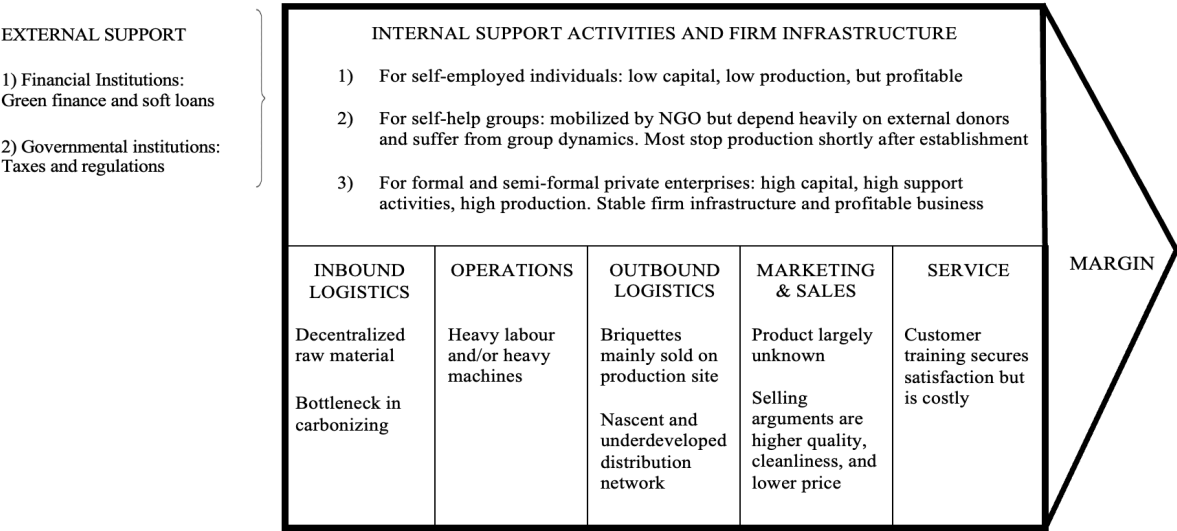 EXTERNAL SUPPORT
1) Financial Institutions:
Green finance and soft loans
2) Governmental institutions:
Taxes and regulations
INTERNAL SUPPORT ACTIVITIES AND FIRM INFRASTRUCTURE
1) For self-employed individuals: low capital, low production, but profitable
2) For self-help groups: mobilized by NGO but depend heavily on external donors
and suffer from group dynamics. Most stop production shortly after establishment
3) For formal and semi-formal private enterprises: high capital, high support
activities, high production. Stable firm infrastructure and profitable business
INBOUND
LOGISTICS
Decentralized
raw material
Bottleneck in
carbonizing
OPERATIONS
Heavy labour
and/or heavy
machines
OUTBOUND
LOGISTICS
Briquettes
mainly sold on
production site
Nascent and
underdeveloped
distribution
network
MARKETING
& SALES
Product largely
unknown
Selling
arguments are
higher quality,
cleanliness, and
lower price
SERVICE
Customer
training secures
satisfaction but
is costly
MARGIN